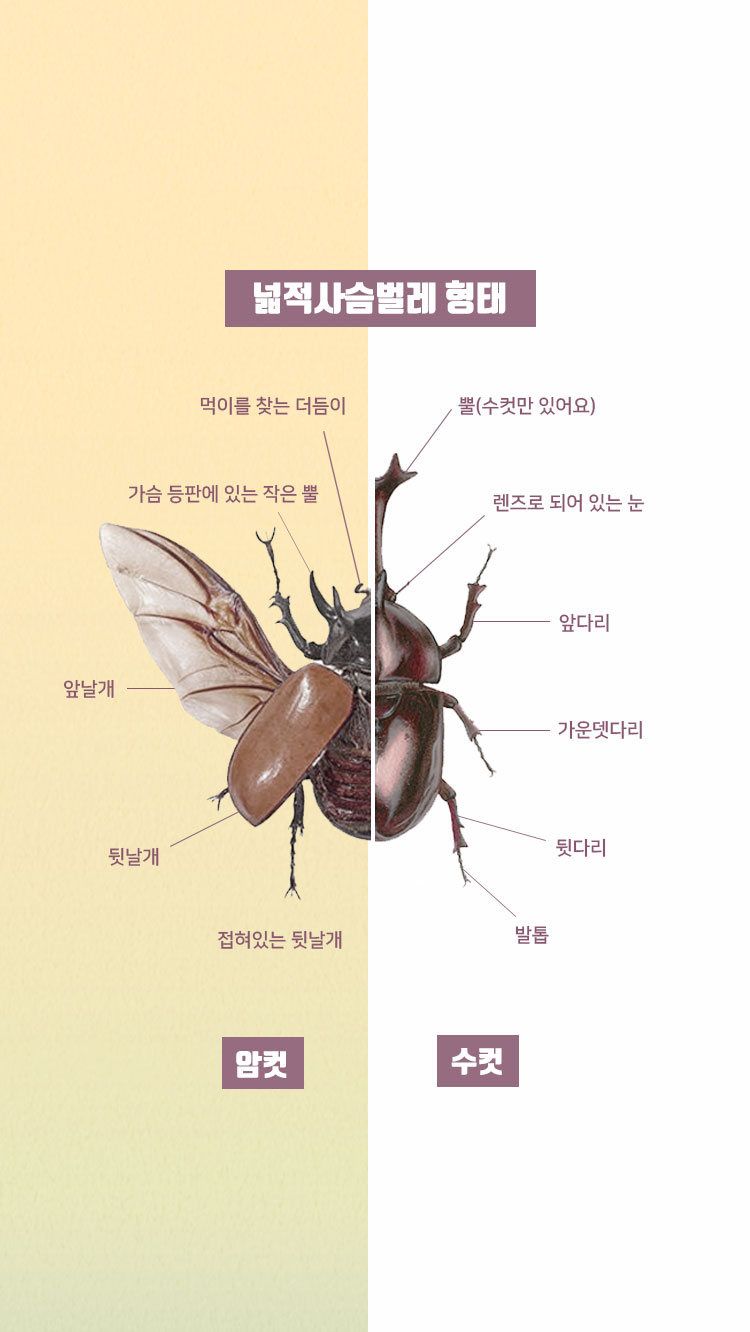 넓적사슴벌레 형태
먹이를 찾는 더듬이
뿔(수컷만 있어요)
가슴 등판에 있는 작은 뿔
렌즈로 되어 있는 눈
앞다리
앞날개
가운뎃다리
뒷날개
뒷다리
접혀있는 뒷날개
발톱
암컷
수컷